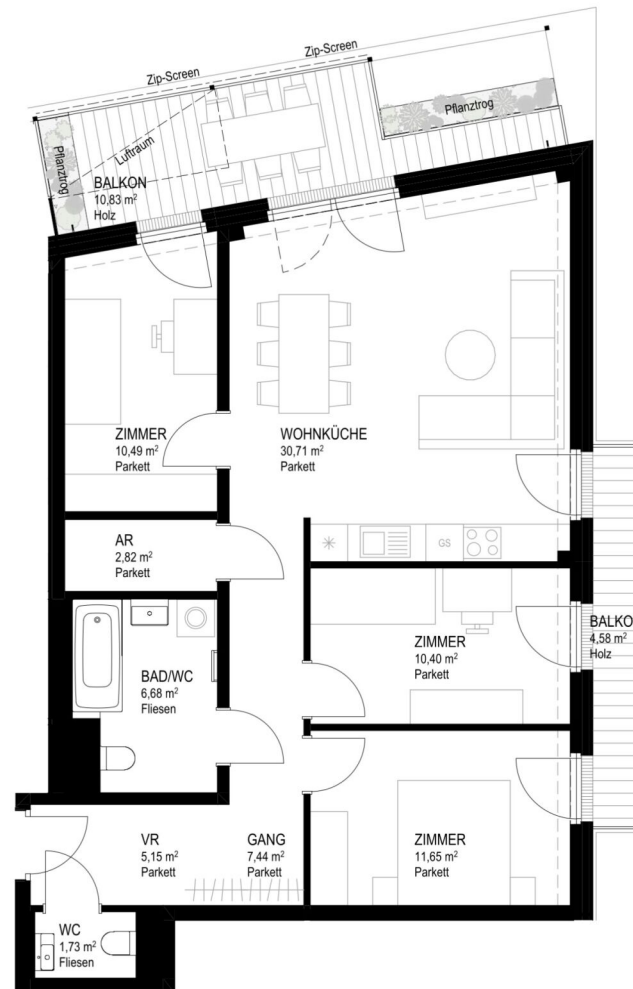 Zip-Screen
Zip-Screen
Pflanztrog
Pflanztrog
Luftraum
BALKON
10,83 m²
Holz
ZIMMER
10,49 m²
Parkett
WOHNKÜCHE
30,71 m²
Parkett
AR
2,82 m²
Parkett
GS
BALKO
4,58 m²
Holz
ZIMMER
10,40 m²
Parkett
BAD/WC
6,68 m²
Fliesen
VR
5,15 m²
Parkett
GANG
7,44 m²
Parkett
ZIMMER
11,65 m²
Parkett
WC
1,73 m²
Fliesen